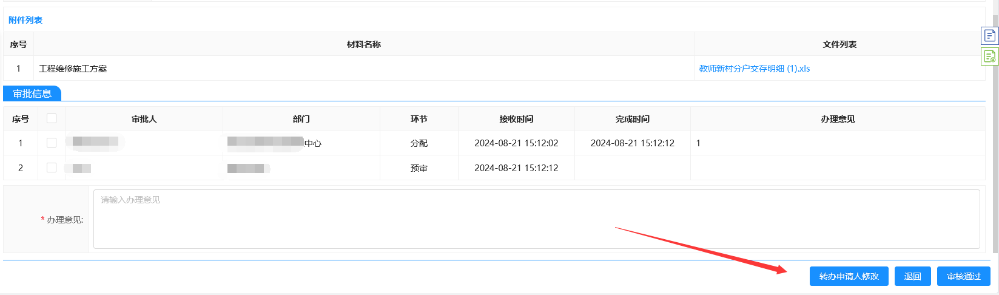 附件列表
序号 材料名称 文件列表
1 工程维修施工方案 教师新村分户交存明细 (1).xls
审批信息
序号 审批人 部门 环节 接收时间 完成时间 办理意见
1 中心 分配 2024-08-21 15:12:02 2024-08-21 15:12:12 1
2 预审 2024-08-21 15:12:12
* 办理意见: 请输入办理意见
转办申请人修改 退回 审核通过